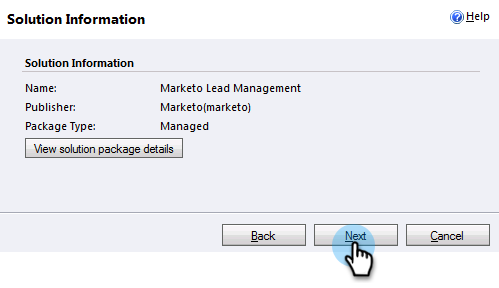 Solution Information
Help
Solution Information
Name: Marketo Lead Management
Publisher: Marketo(marketo)
Package Type: Managed
View solution package details
Back Next Cancel